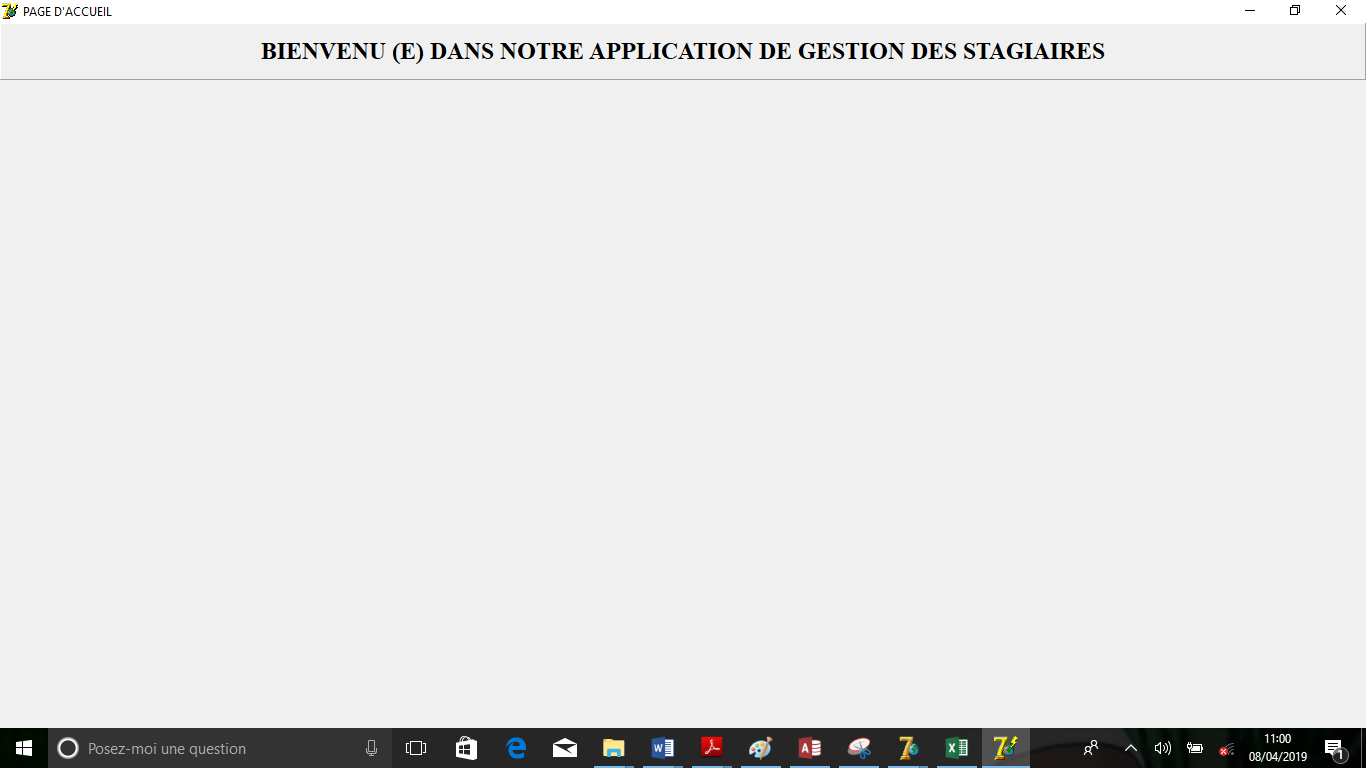 PAGE D'ACCUEIL
BIENVENU (E) DANS NOTRE APPLICATION DE GESTION DES STAGIAIRES
Posez-moi une question
11:00
08/04/2019
1